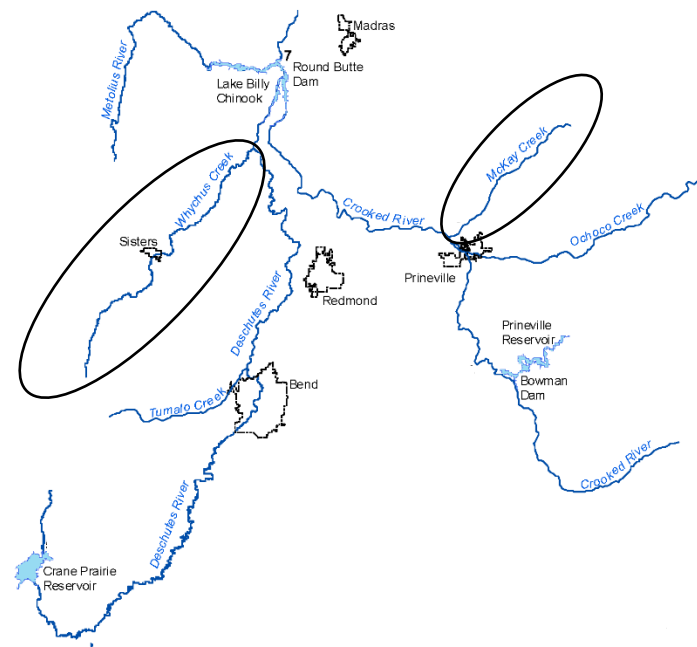 Madras
7
Round Butte
Dam
Lake Billy
Chinook
Metolius River
McKay Creek
Whychus Creek
Crooked River
Ochoco Creek
Sisters
Prineville
Redmond
Deschutes River
Prineville
Reservoir
Bowman
Dam
Bend
Tumalo Creek
Crooked River
Deschutes River
Crane Prairie
Reservoir